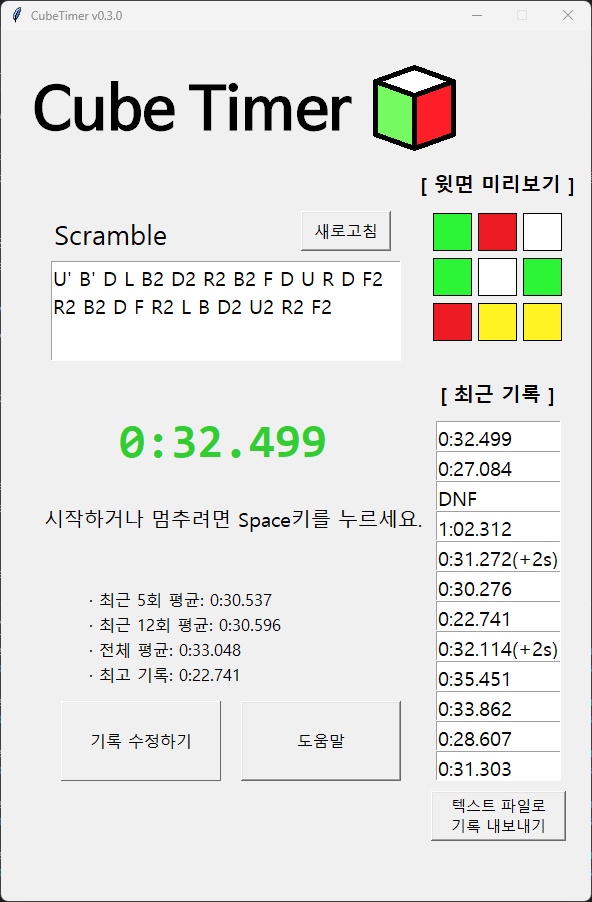 CubeTimer v0.3.0
Cube Timer
[ 윗면 미리보기 ]
Scramble
새로고침
U' B' D L B2 D2 R2 B2 F D U R D F2
R2 B2 D F R2 L B D2 U2 R2 F2
0:32.499
시작하거나 멈추려면 Space키를 누르세요.
· 최근 5회 평균: 0:30.537
· 최근 12회 평균: 0:30.596
· 전체 평균: 0:33.048
· 최고 기록: 0:22.741
기록 수정하기
도움말
[ 최근 기록 ]
0:32.499
0:27.084
DNF
1:02.312
0:31.272(+2s)
0:30.276
0:22.741
0:32.114(+2s)
0:35.451
0:33.862
0:28.607
0:31.303
텍스트 파일로
기록 내보내기